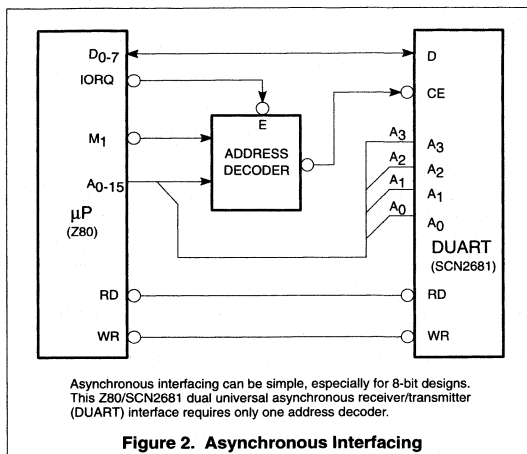 D0-7
D
IORQ
CE
E
M1
ADDRESS
DECODER
A3
A3
A2
A2
A0-15
A1
A1
µP
A0
A0
(Z80)
DUART
(SCN2681)
RD
RD
WR
WR
Asynchronous interfacing can be simple, especially for 8-bit designs.
This Z80/SCN2681 dual universal asynchronous receiver/transmitter
(DUART) interface requires only one address decoder.
Figure 2. Asynchronous Interfacing